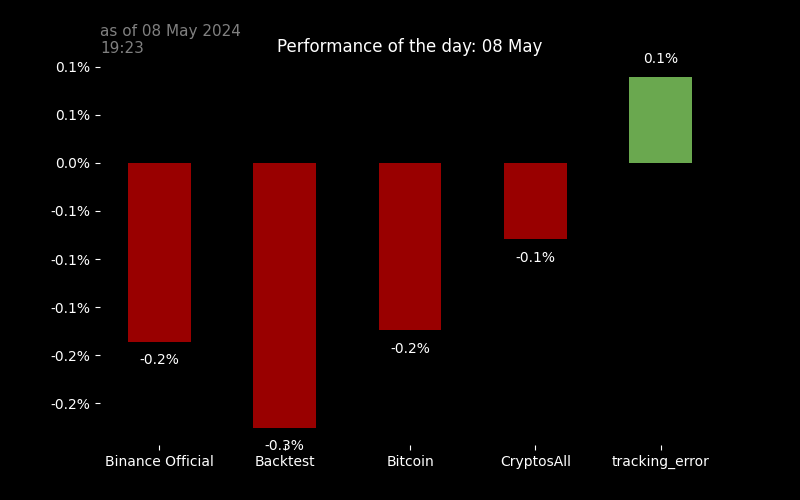 as of 08 May 2024
19:23
Performance of the day: 08 May
0.1%
0.1%
0.1%
0.0%
-0.1%
-0.1%
-0.1%
-0.2%
-0.2%
-0.2%
-0.3%
-0.2%
-0.1%
Binance Official
Backtest
Bitcoin
CryptosAll
tracking_error